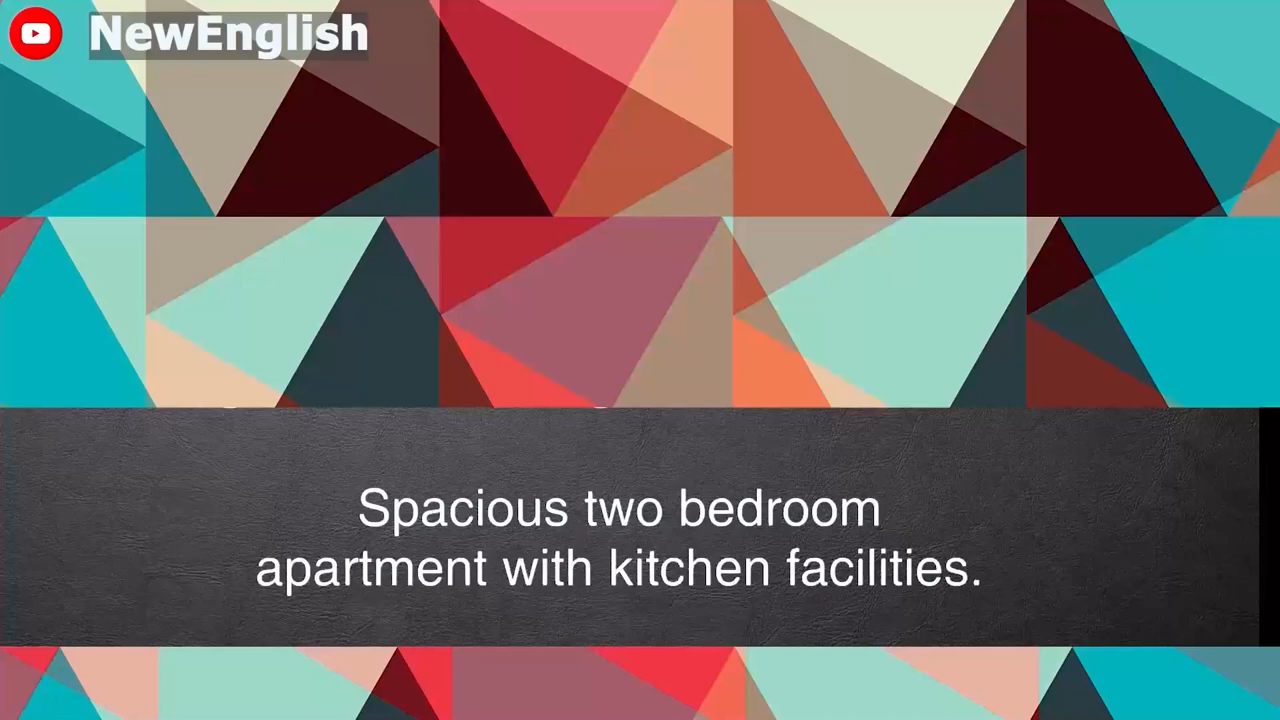 NewEnglish
Spacious two bedroom
apartment with kitchen facilities.